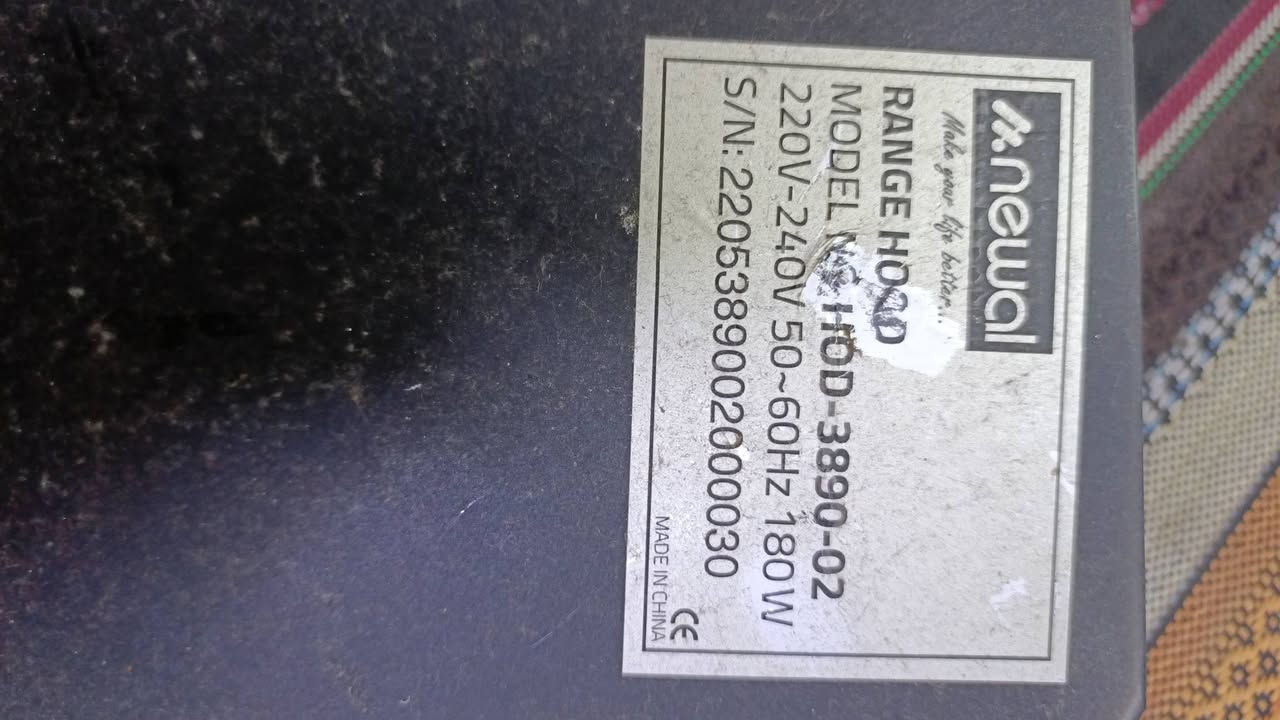 newal
Make your life better...
RANGE HOOD
MODEL HOD-3890-02
220V-240V 50~60Hz 180W
S/N: 2205389002000030
CE
MADE IN CHINA